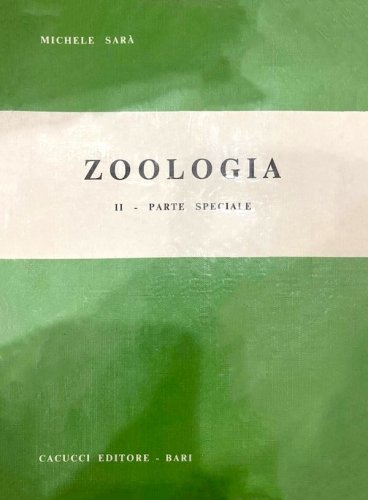 MICHELE SARÀ
ZOOLOGIA
II - PARTE SPECIALE
CACUCCI EDITORE - BARI